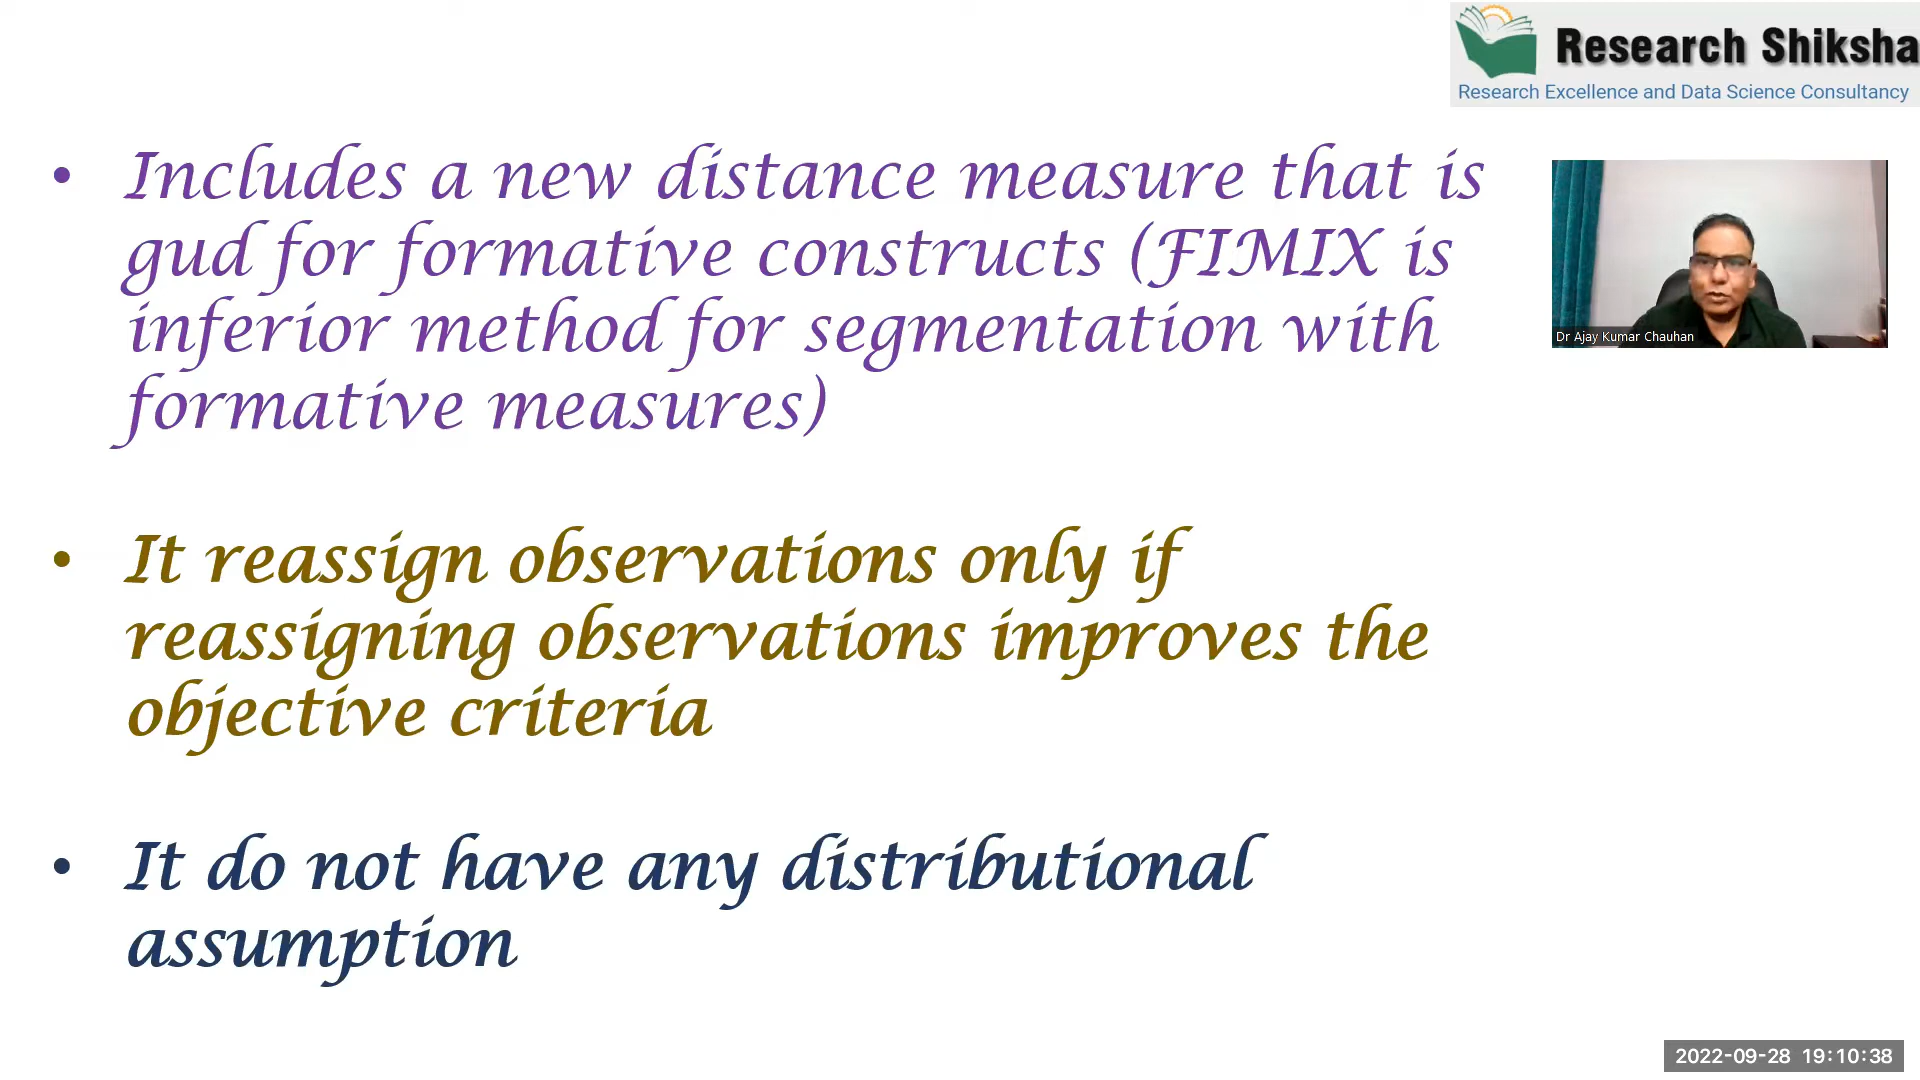 Research Shiksha
Research Excellence and Data Science Consultancy
• Includes a new distance measure that is
gud for formative constructs (FIMIX is
inferior method for segmentation with
formative measures)
• It reassign observations only if
reassigning observations improves the
objective criteria
• It do not have any distributional
assumption
Dr Ajay Kumar Chauhan
2022-09-28 19:10:38